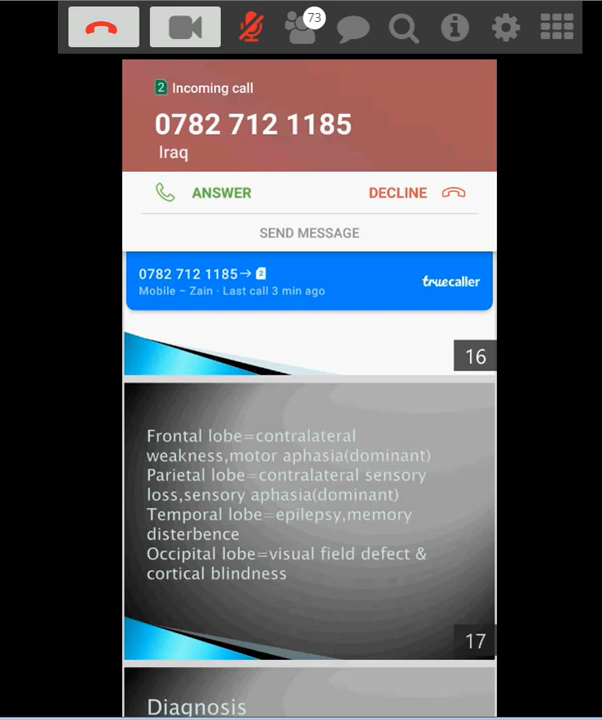 73
2 Incoming call
0782 712 1185
Iraq
ANSWER
DECLINE
SEND MESSAGE
0782 712 1185→ 2
Mobile – Zain · Last call 3 min ago
truecaller
16
Frontal lobe=contralateral
weakness,motor aphasia(dominant)
Parietal lobe=contralateral sensory
loss,sensory aphasia(dominant)
Temporal lobe=epilepsy,memory
disterbence
Occipital lobe=visual field defect &
cortical blindness
17
Diagnosis